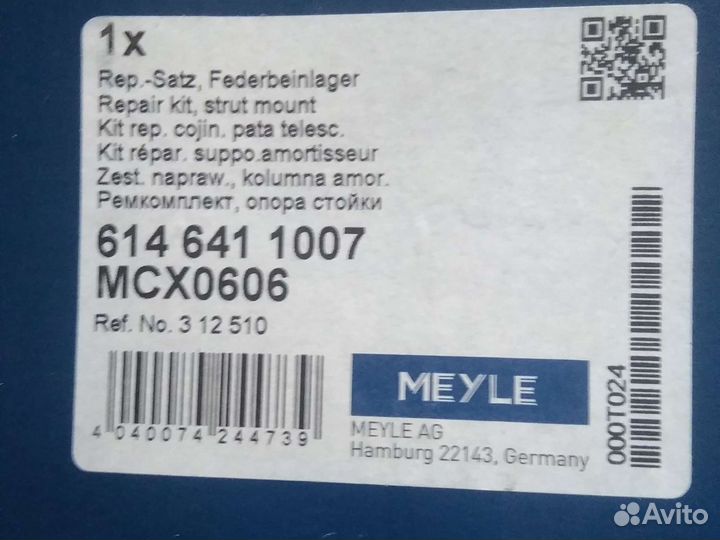 1x
Rep.-Satz, Federbeinlager
Repair kit, strut mount
Kit rep. cojin. pata telesc.
Kit répar. suppo.amortisseur
Zest. napraw., kolumna amor.
Ремкомплект, опора стойки
614 641 1007
MCX0606
Ref. No. 3 12 510
4 040074 244739
MEYLE
MEYLE AG
Hamburg 22143, Germany
000T024
Avito